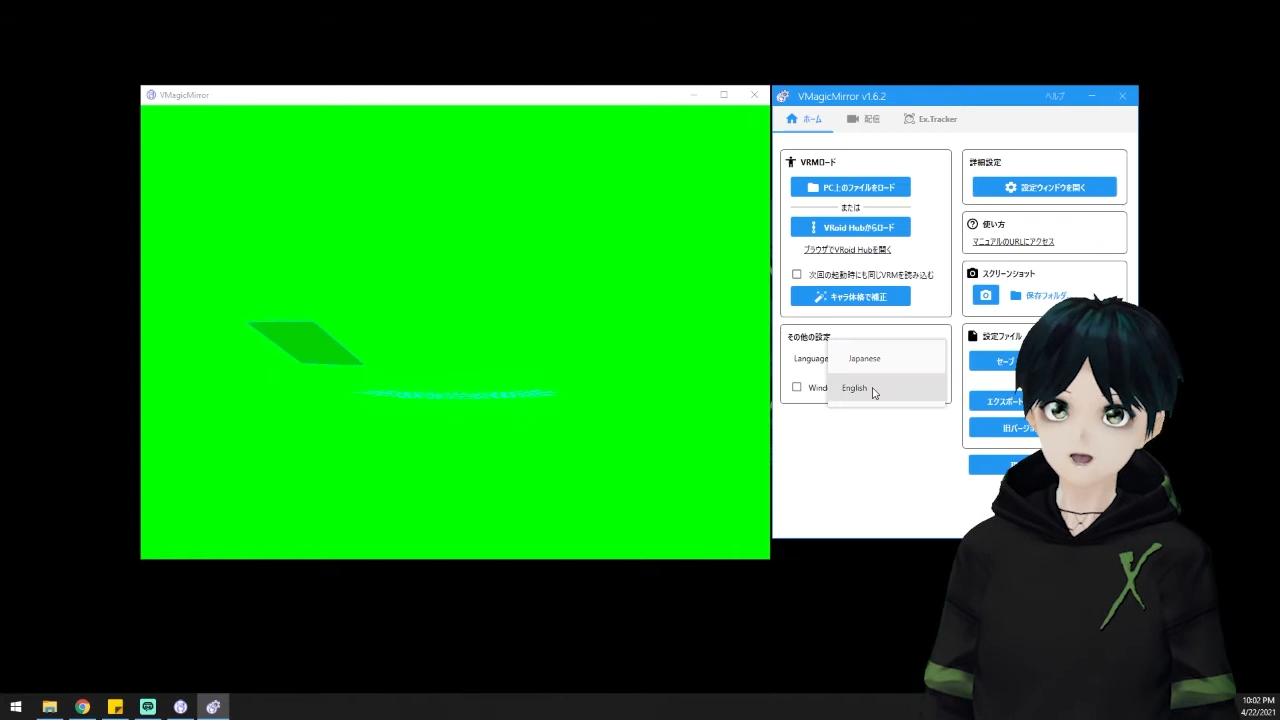 VMagicMirror
VMagicMirror v1.6.2
ヘルプ
ホーム
配信
Ex.Tracker
VRMロード
PC上のファイルをロード
または
VRoid Hubからロード
ブラウザでVRoid Hubを開く
次回の起動時にも同じVRMを読み込む
キャラ体格で補正
その他の設定
Language
Japanese
English
Wind
詳細設定
設定ウィンドウを開く
使い方
マニュアルのURLにアクセス
スクリーンショット
保存フォルダ
設定ファイル
セーブ
エクスポート
旧バージョ
10:02 PM
4/22/2021